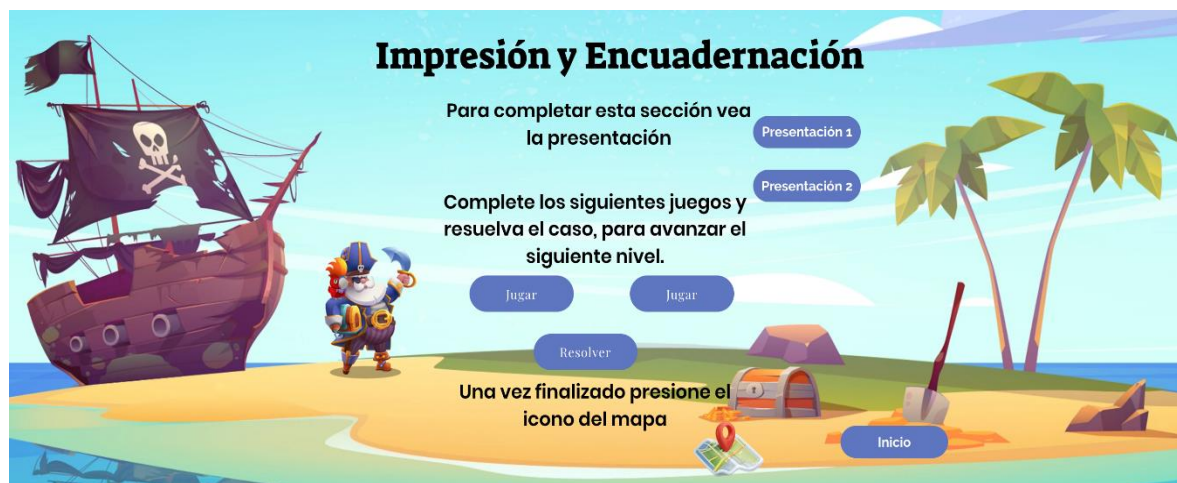 Impresión y Encuadernación
Para completar esta sección vea
la presentación
Presentación 1
Presentación 2
Complete los siguientes juegos y
resuelva el caso, para avanzar el
siguiente nivel.
Jugar
Jugar
Resolver
Una vez finalizado presione el
icono del mapa
Inicio